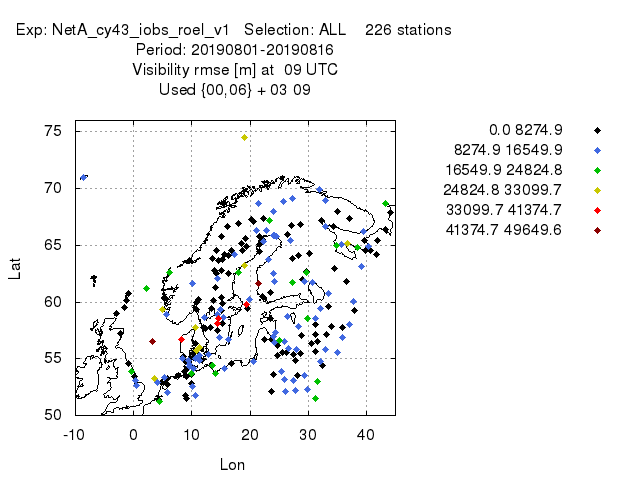 Exp: NetA_cy43_iobs_roel_v1 Selection: ALL 226 stations
Period: 20190801-20190816
Visibility rmse [m] at 09 UTC
Used {00,06} + 03 09
0.0 8274.9
8274.9 16549.9
16549.9 24824.8
24824.8 33099.7
33099.7 41374.7
41374.7 49649.6
75
70
65
60
55
50
Lat
-10 0 10 20 30 40
Lon